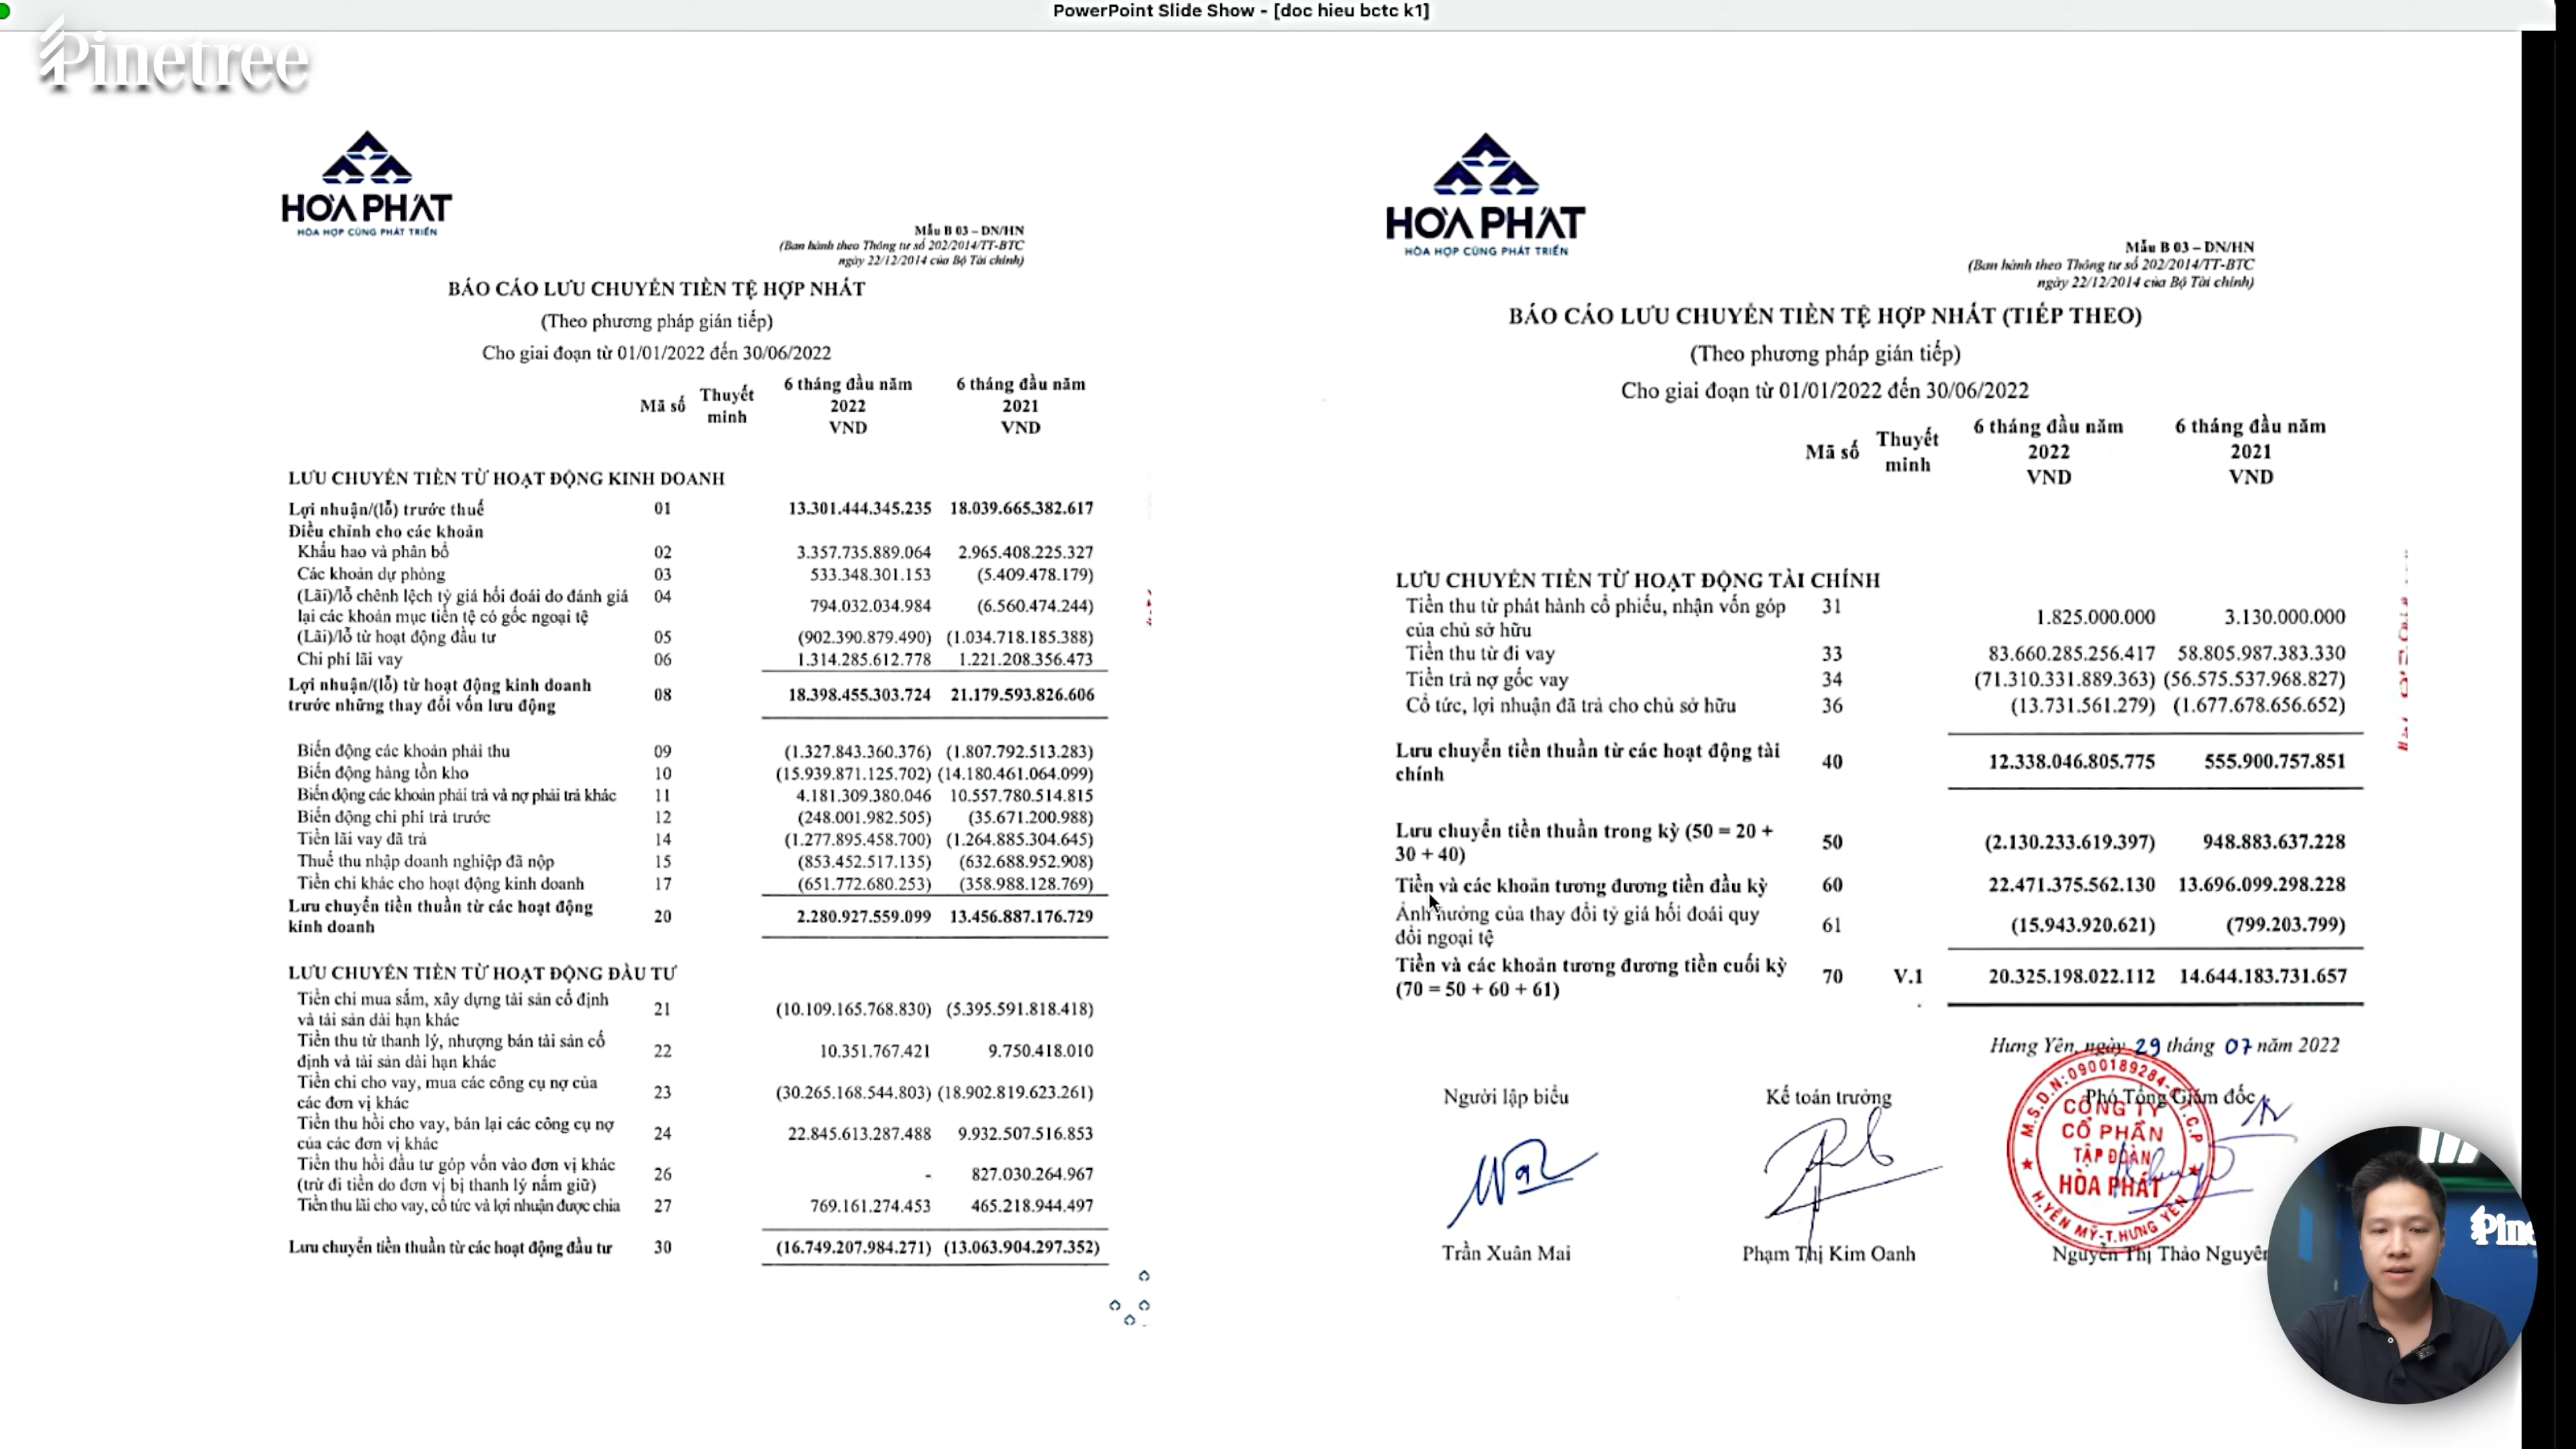 PowerPoint Slide Show - [doc hieu bctc k1]
Pinetree
HÒA PHÁT
HÒA HỢP CÙNG PHÁT TRIỂN
Mẫu B 03 – DN/HN
(Ban hành theo Thông tư số 202/2014/TT-BTC
ngày 22/12/2014 của Bộ Tài chính)
BÁO CÁO LƯU CHUYỂN TIỀN TỆ HỢP NHẤT
(Theo phương pháp gián tiếp)
Cho giai đoạn từ 01/01/2022 đến 30/06/2022
Mã số Thuyết minh 6 tháng đầu năm 2022 VND 6 tháng đầu năm 2021 VND
LƯU CHUYỂN TIỀN TỪ HOẠT ĐỘNG KINH DOANH
Lợi nhuận/(lỗ) trước thuế 01 13.301.444.345.235 18.039.665.382.617
Điều chỉnh cho các khoản
Khấu hao và phân bổ 02 3.357.735.889.064 2.965.408.225.327
Các khoản dự phòng 03 533.348.301.153 (5.409.478.179)
(Lãi)/lỗ chênh lệch tỷ giá hối đoái do đánh giá
lại các khoản mục tiền tệ có gốc ngoại tệ 04 794.032.034.984 (6.560.474.244)
(Lãi)/lỗ từ hoạt động đầu tư 05 (902.390.879.490) (1.034.718.185.388)
Chi phí lãi vay 06 1.314.285.612.778 1.221.208.356.473
Lợi nhuận/(lỗ) từ hoạt động kinh doanh
trước những thay đổi vốn lưu động 08 18.398.455.303.724 21.179.593.826.606
Biến động các khoản phải thu 09 (1.327.843.360.376) (1.807.792.513.283)
Biến động hàng tồn kho 10 (15.939.871.125.702) (14.180.461.064.099)
Biến động các khoản phải trả và nợ phải trả khác 11 4.181.309.380.046 10.557.780.514.815
Biến động chi phí trả trước 12 (248.001.982.505) (35.671.200.988)
Tiền lãi vay đã trả 14 (1.277.895.458.700) (1.264.885.304.645)
Thuế thu nhập doanh nghiệp đã nộp 15 (853.452.517.135) (632.688.952.908)
Tiền chi khác cho hoạt động kinh doanh 17 (651.772.680.253) (358.988.128.769)
Lưu chuyển tiền thuần từ các hoạt động
kinh doanh 20 2.280.927.559.099 13.456.887.176.729
LƯU CHUYỂN TIỀN TỪ HOẠT ĐỘNG ĐẦU TƯ
Tiền chi mua sắm, xây dựng tài sản cố định
và tài sản dài hạn khác 21 (10.109.165.768.830) (5.395.591.818.418)
Tiền thu từ thanh lý, nhượng bán tài sản cố
định và tài sản dài hạn khác 22 10.351.767.421 9.750.418.010
Tiền chi cho vay, mua các công cụ nợ của
các đơn vị khác 23 (30.265.168.544.803) (18.902.819.623.261)
Tiền thu hồi cho vay, bán lại các công cụ nợ
của các đơn vị khác 24 22.845.613.287.488 9.932.507.516.853
Tiền thu hồi đầu tư góp vốn vào đơn vị khác
(trừ đi tiền do đơn vị bị thanh lý nắm giữ) 26 - 827.030.264.967
Tiền thu lãi cho vay, cổ tức và lợi nhuận được chia 27 769.161.274.453 465.218.944.497
Lưu chuyển tiền thuần từ các hoạt động đầu tư 30 (16.749.207.984.271) (13.063.904.297.352)
HÒA PHÁT
HÒA HỢP CÙNG PHÁT TRIỂN
Mẫu B 03 – DN/HN
(Ban hành theo Thông tư số 202/2014/TT-BTC
ngày 22/12/2014 của Bộ Tài chính)
BÁO CÁO LƯU CHUYỂN TIỀN TỆ HỢP NHẤT (TIẾP THEO)
(Theo phương pháp gián tiếp)
Cho giai đoạn từ 01/01/2022 đến 30/06/2022
Mã số Thuyết minh 6 tháng đầu năm 2022 VND 6 tháng đầu năm 2021 VND
LƯU CHUYỂN TIỀN TỪ HOẠT ĐỘNG TÀI CHÍNH
Tiền thu từ phát hành cổ phiếu, nhận vốn góp
của chủ sở hữu 31 1.825.000.000 3.130.000.000
Tiền thu từ đi vay 33 83.660.285.256.417 58.805.987.383.330
Tiền trả nợ gốc vay 34 (71.310.331.889.363) (56.575.537.968.827)
Cổ tức, lợi nhuận đã trả cho chủ sở hữu 36 (13.731.561.279) (1.677.678.656.652)
Lưu chuyển tiền thuần từ các hoạt động tài
chính 40 12.338.046.805.775 555.900.757.851
Lưu chuyển tiền thuần trong kỳ (50 = 20 +
30 + 40) 50 (2.130.233.619.397) 948.883.637.228
Tiền và các khoản tương đương tiền đầu kỳ 60 22.471.375.562.130 13.696.099.298.228
Ảnh hưởng của thay đổi tỷ giá hối đoái quy
đổi ngoại tệ 61 (15.943.920.621) (799.203.799)
Tiền và các khoản tương đương tiền cuối kỳ
(70 = 50 + 60 + 61) 70 V.1 20.325.198.022.112 14.644.183.731.657
Hưng Yên, ngày 29 tháng 07 năm 2022
Người lập biểu Kế toán trưởng Phó Tổng Giám đốc
M.S.D.N:0900189284-C.T.C.P
CÔNG TY
CỔ PHẦN
TẬP ĐOÀN
HÒA PHÁT
H.YÊN MỸ-T.HƯNG YÊN
Trần Xuân Mai Phạm Thị Kim Oanh Nguyễn Thị Thảo Nguyên
Pine